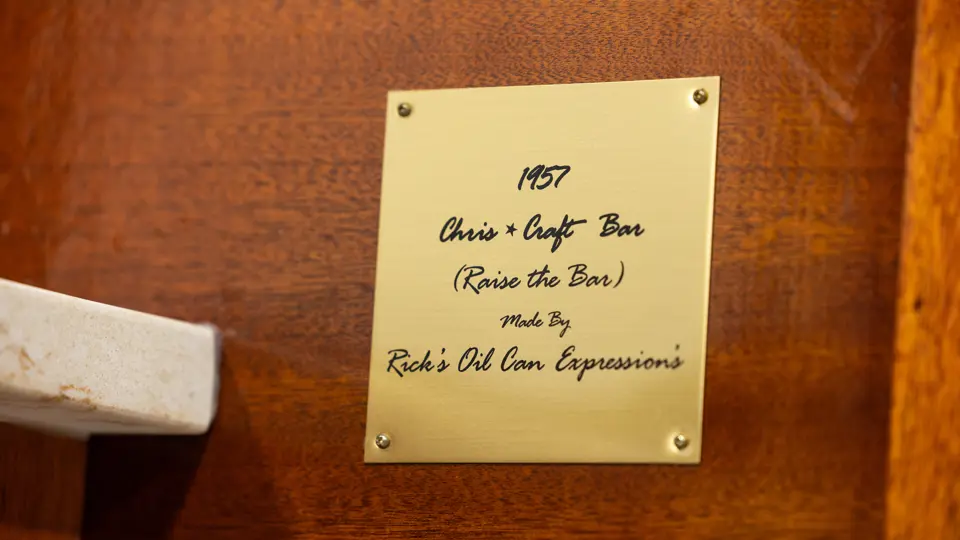 1957
Chris ★ Craft Bar
(Raise the Bar)
Made By
Rick's Oil Can Expression's